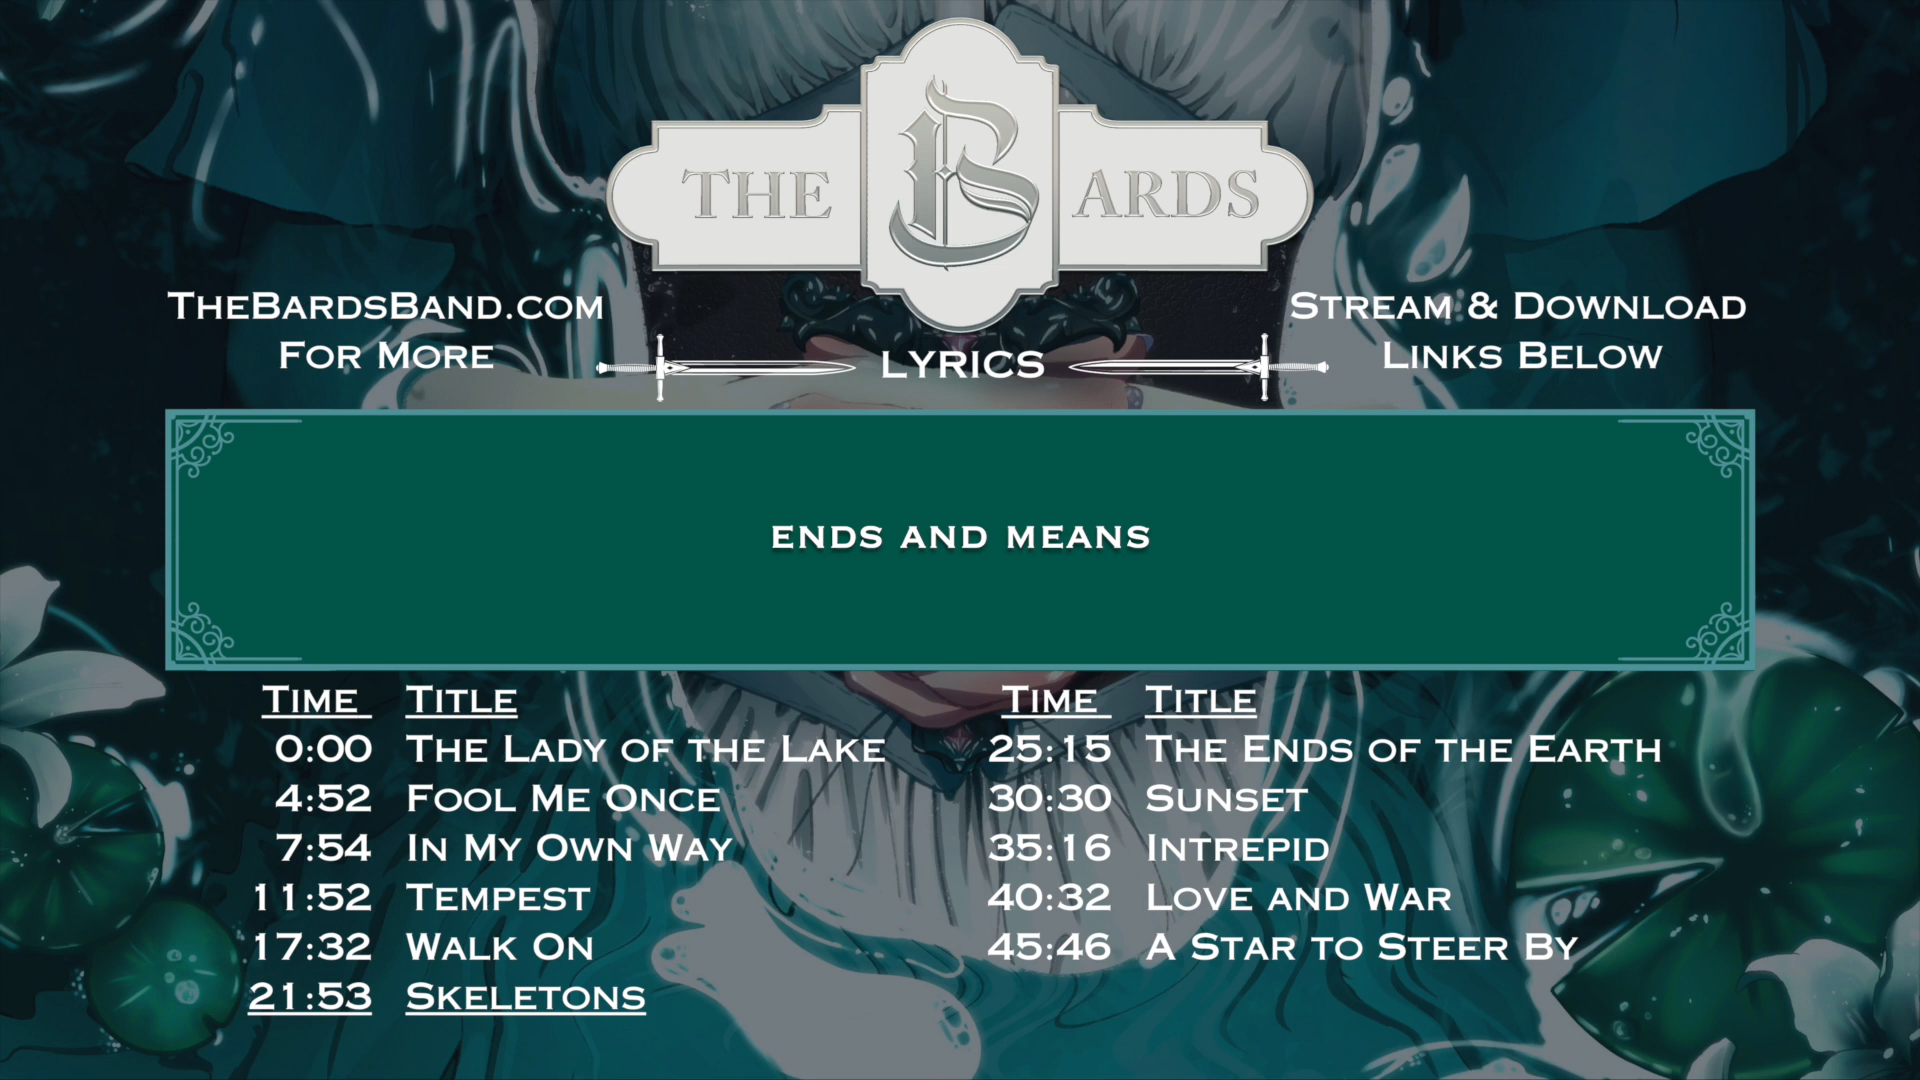 THE BARDS
THEBARDSBAND.COM
FOR MORE
STREAM & DOWNLOAD
LINKS BELOW
LYRICS
ENDS AND MEANS
TIME TITLE
0:00 THE LADY OF THE LAKE
4:52 FOOL ME ONCE
7:54 IN MY OWN WAY
11:52 TEMPEST
17:32 WALK ON
21:53 SKELETONS
TIME TITLE
25:15 THE ENDS OF THE EARTH
30:30 SUNSET
35:16 INTREPID
40:32 LOVE AND WAR
45:46 A STAR TO STEER BY